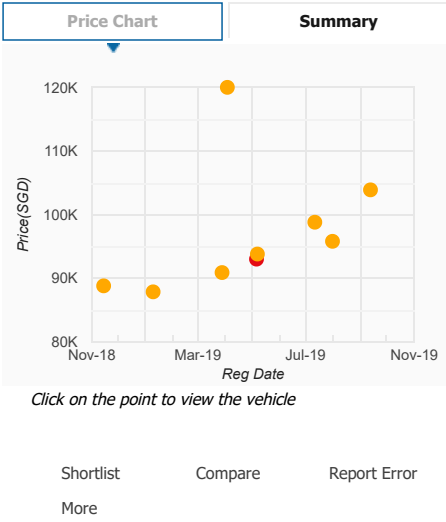 Price Chart
Summary
120K
110K
100K
90K
80K
Price(SGD)
Nov-18 Mar-19 Jul-19 Nov-19
Reg Date
Click on the point to view the vehicle
Shortlist Compare Report Error
More